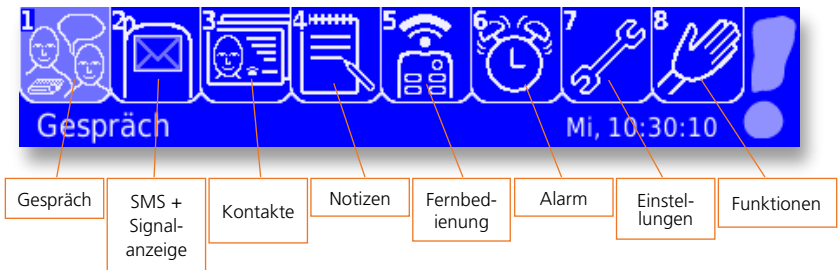 1 2 3 4 5 6 7 8
Gespräch Mi, 10:30:10
Gespräch
SMS +
Signal-
anzeige
Kontakte
Notizen
Fernbed-
ienung
Alarm
Einstel-
lungen
Funktionen